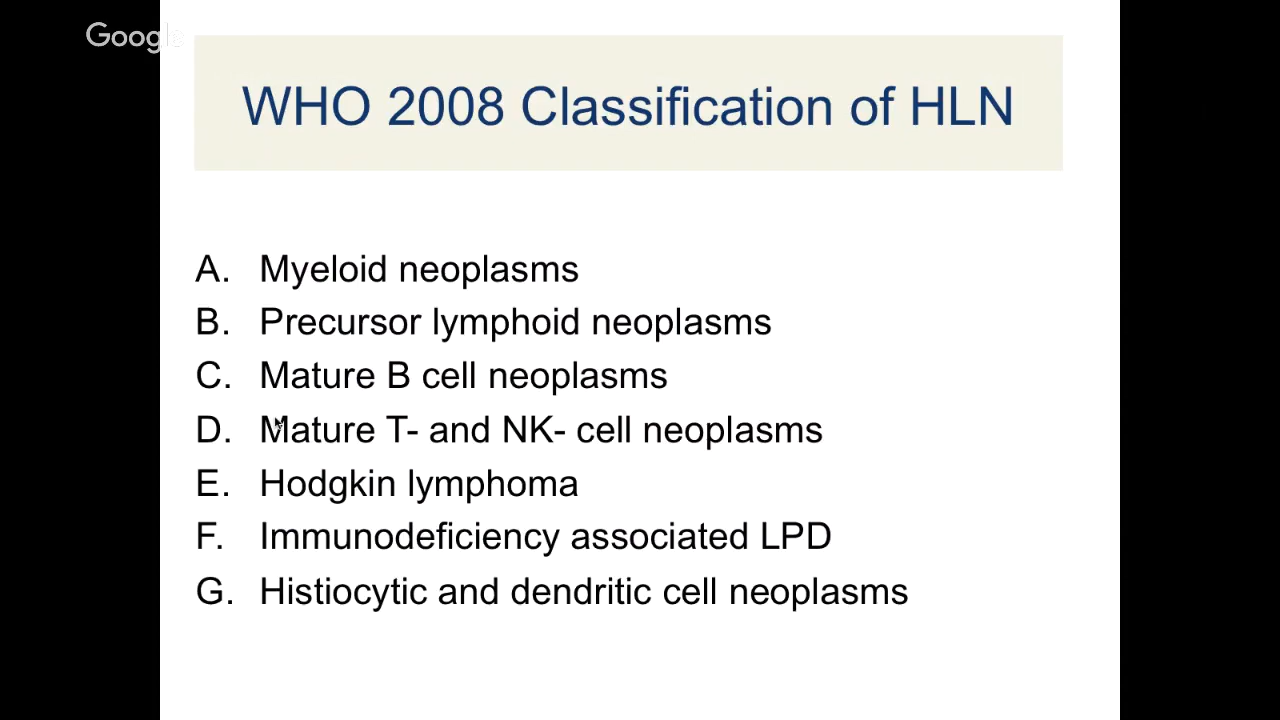 Google
WHO 2008 Classification of HLN
A. Myeloid neoplasms
B. Precursor lymphoid neoplasms
C. Mature B cell neoplasms
D. Mature T- and NK- cell neoplasms
E. Hodgkin lymphoma
F. Immunodeficiency associated LPD
G. Histiocytic and dendritic cell neoplasms